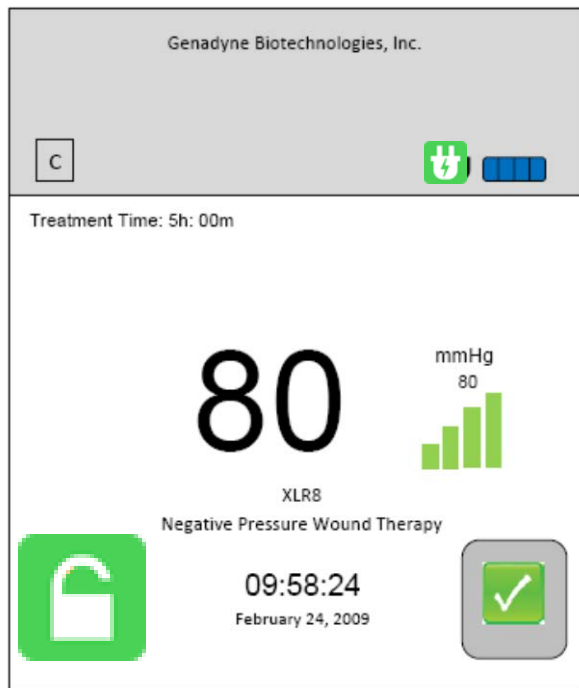 Genadyne Biotechnologies, Inc.
C
Treatment Time: 5h: 00m
80
mmHg
80
XLR8
Negative Pressure Wound Therapy
09:58:24
February 24, 2009